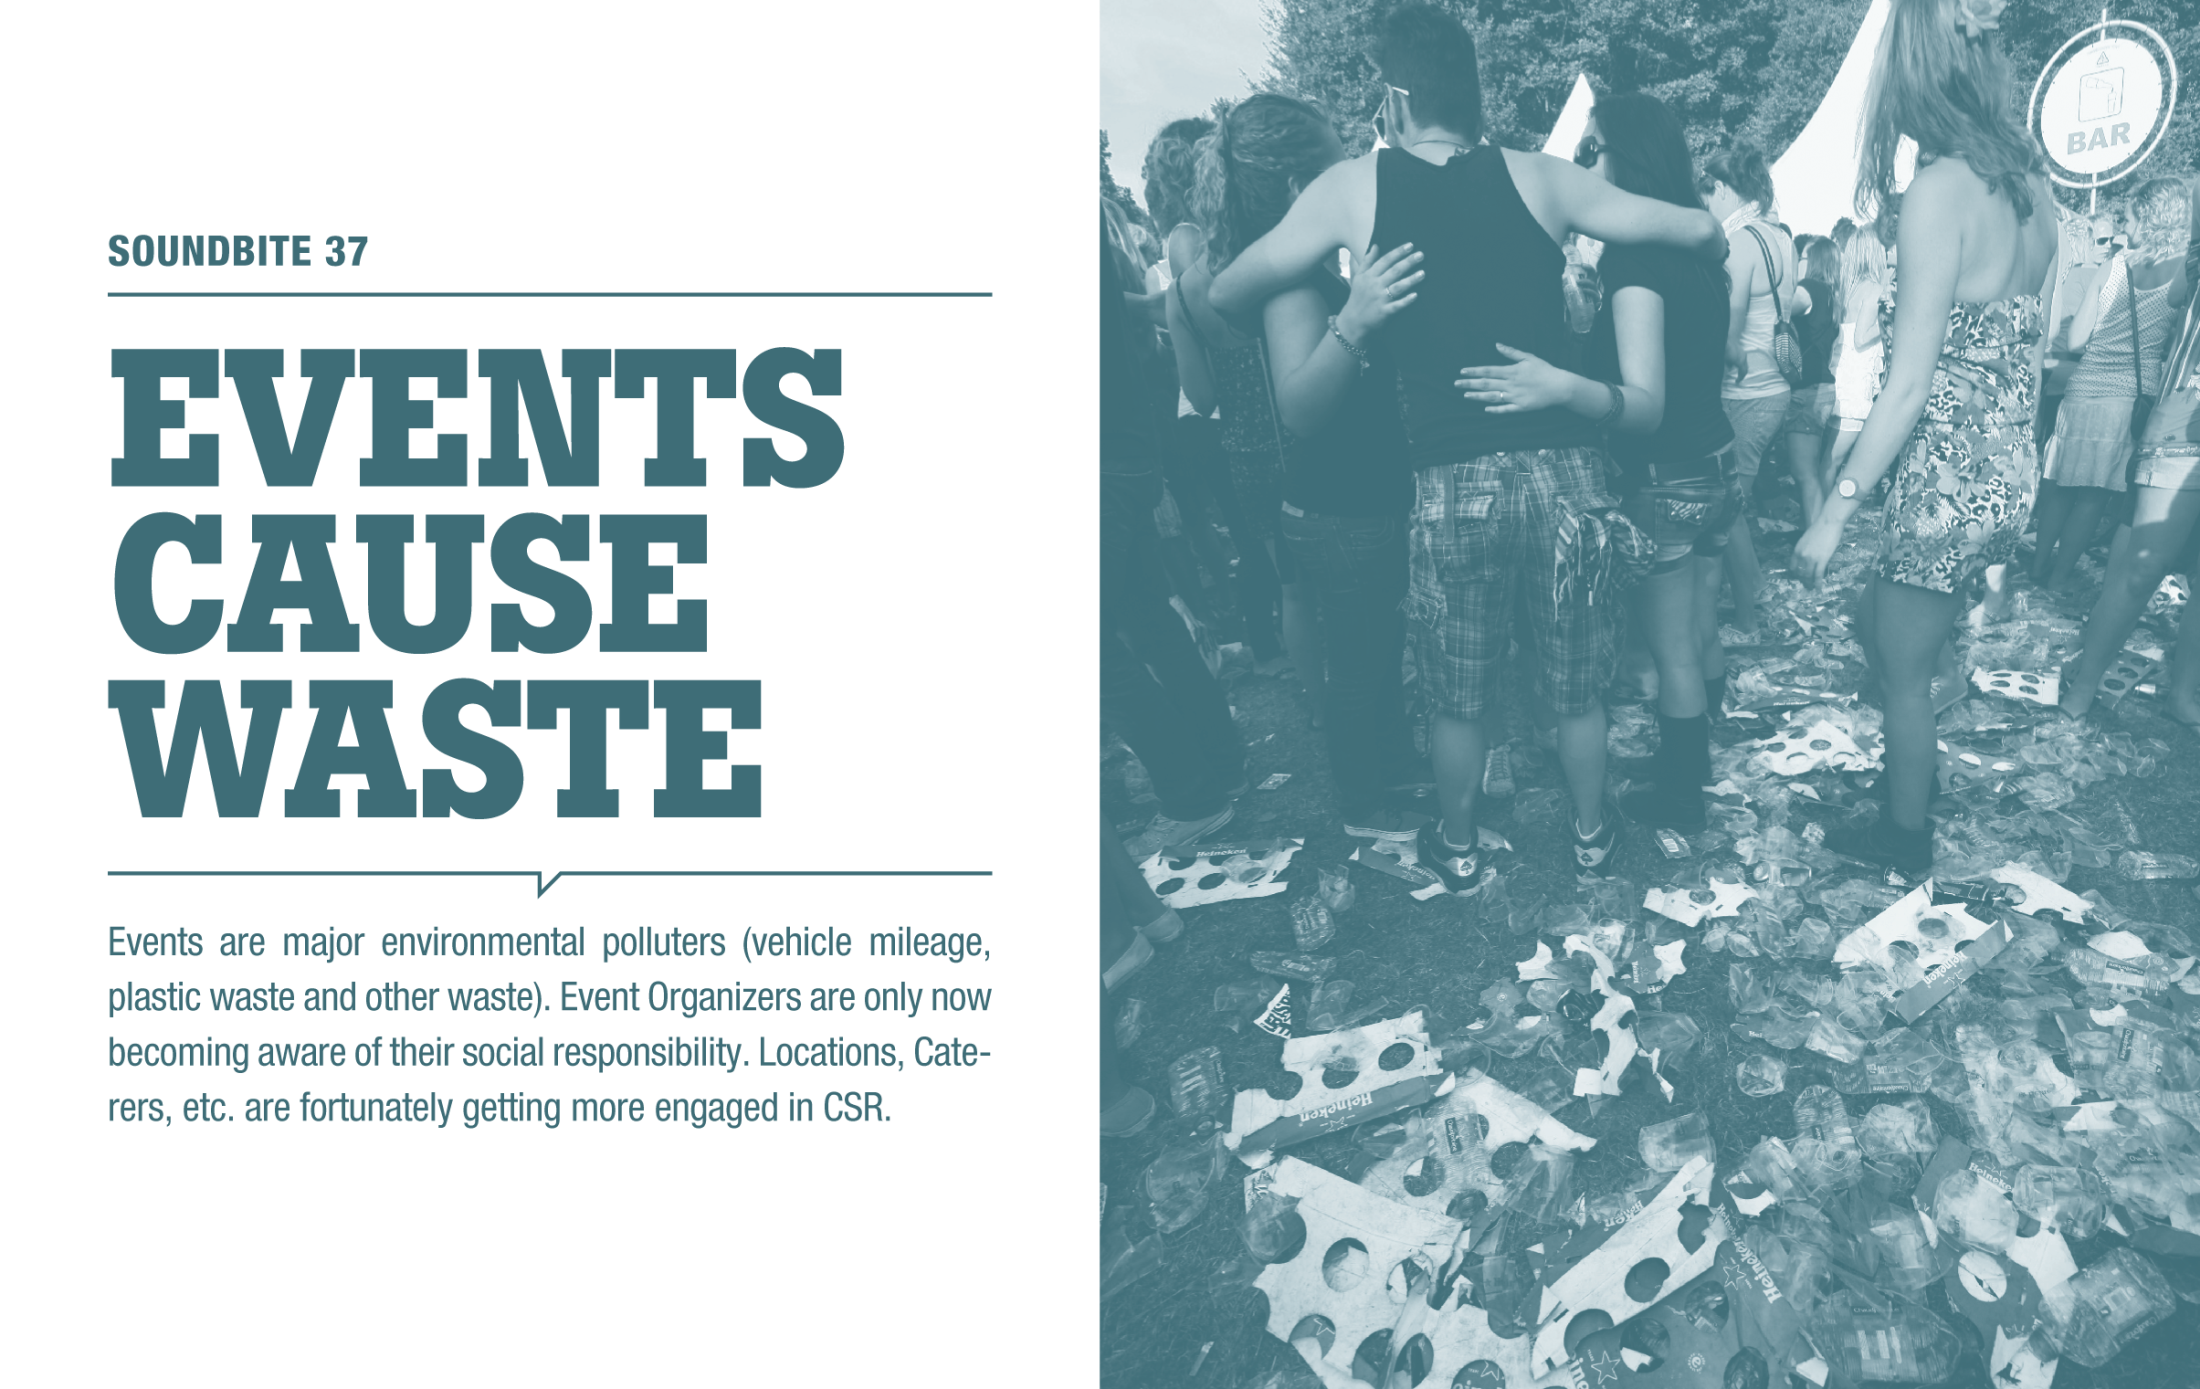 SOUNDBITE 37
EVENTS
CAUSE
WASTE
Events are major environmental polluters (vehicle mileage,
plastic waste and other waste). Event Organizers are only now
becoming aware of their social responsibility. Locations, Cate-
rers, etc. are fortunately getting more engaged in CSR.
BAR
Heineken
Heineken
Heineken
Heineken
Heineken